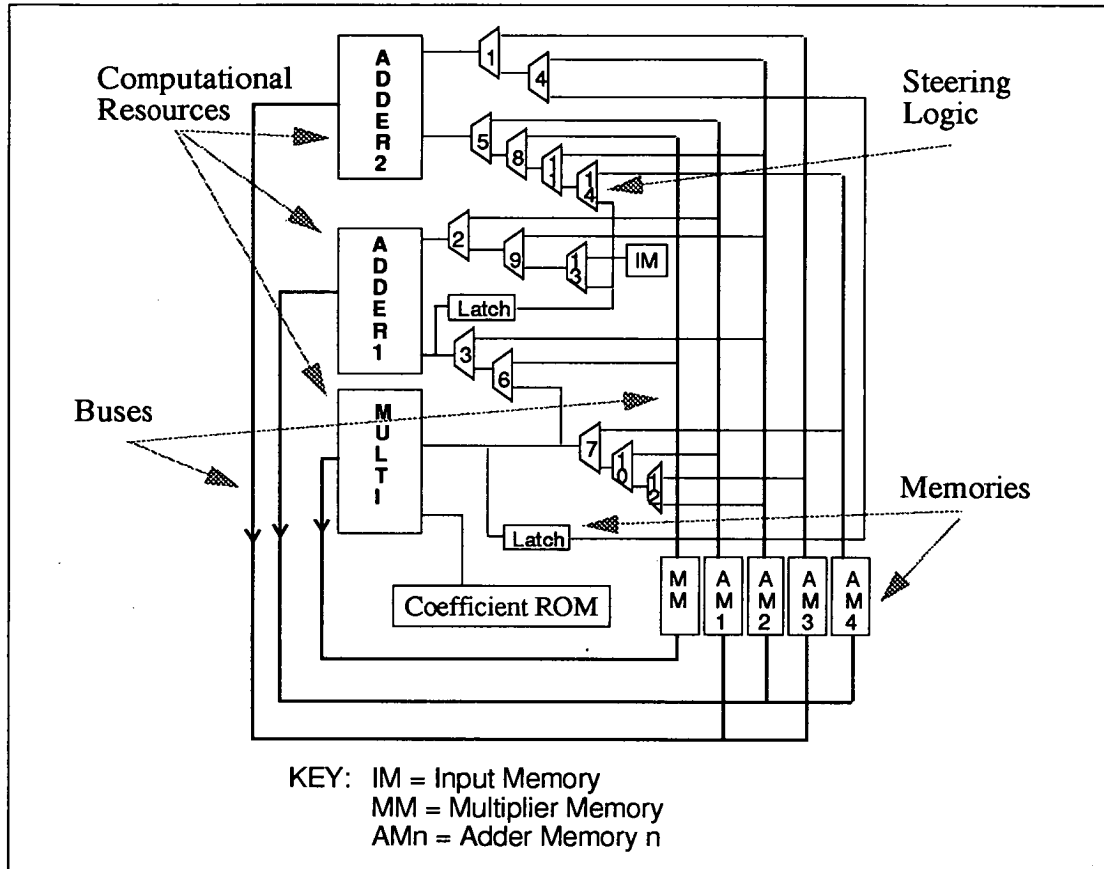 Computational
Resources
Steering
Logic
Buses
Memories
ADDER2
ADDER1
MULTI
1
4
5
8
11
14
2
9
13
IM
Latch
3
6
7
10
12
Latch
Coefficient ROM
MM
AM1
AM2
AM3
AM4
KEY: IM = Input Memory
MM = Multiplier Memory
AMn = Adder Memory n